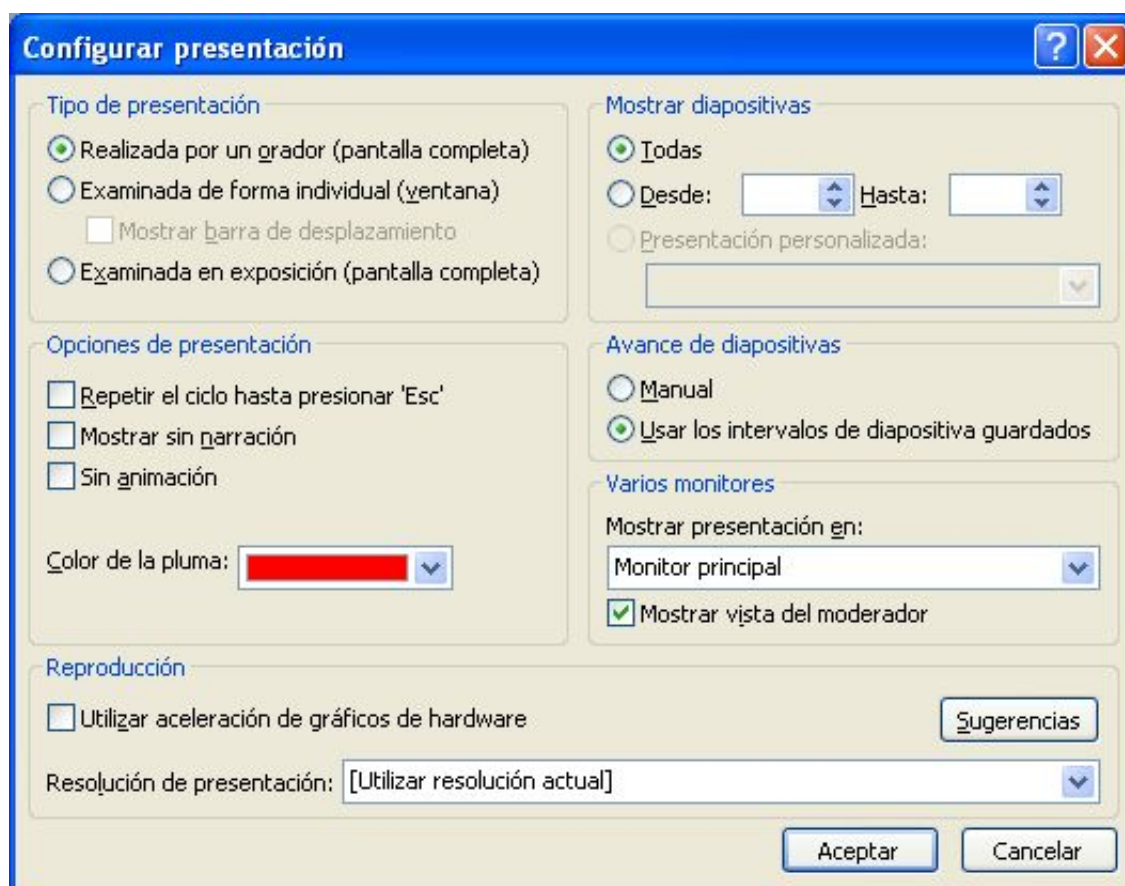 Configurar presentación
Tipo de presentación
Realizada por un orador (pantalla completa)
Examinada de forma individual (ventana)
Mostrar barra de desplazamiento
Examinada en exposición (pantalla completa)
Mostrar diapositivas
Todas
Desde: Hasta:
Presentación personalizada:
Opciones de presentación
Repetir el ciclo hasta presionar 'Esc'
Mostrar sin narración
Sin animación
Color de la pluma:
Avance de diapositivas
Manual
Usar los intervalos de diapositiva guardados
Varios monitores
Mostrar presentación en:
Monitor principal
Mostrar vista del moderador
Reproducción
Utilizar aceleración de gráficos de hardware
Sugerencias
Resolución de presentación: [Utilizar resolución actual]
Aceptar Cancelar